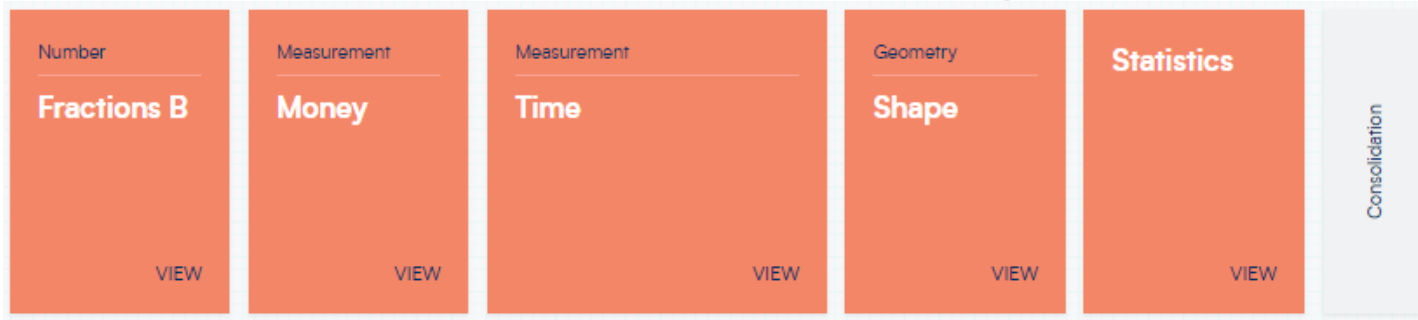 Number
Fractions B
VIEW
Measurement
Money
VIEW
Measurement
Time
VIEW
Geometry
Shape
VIEW
Statistics
VIEW
Consolidation